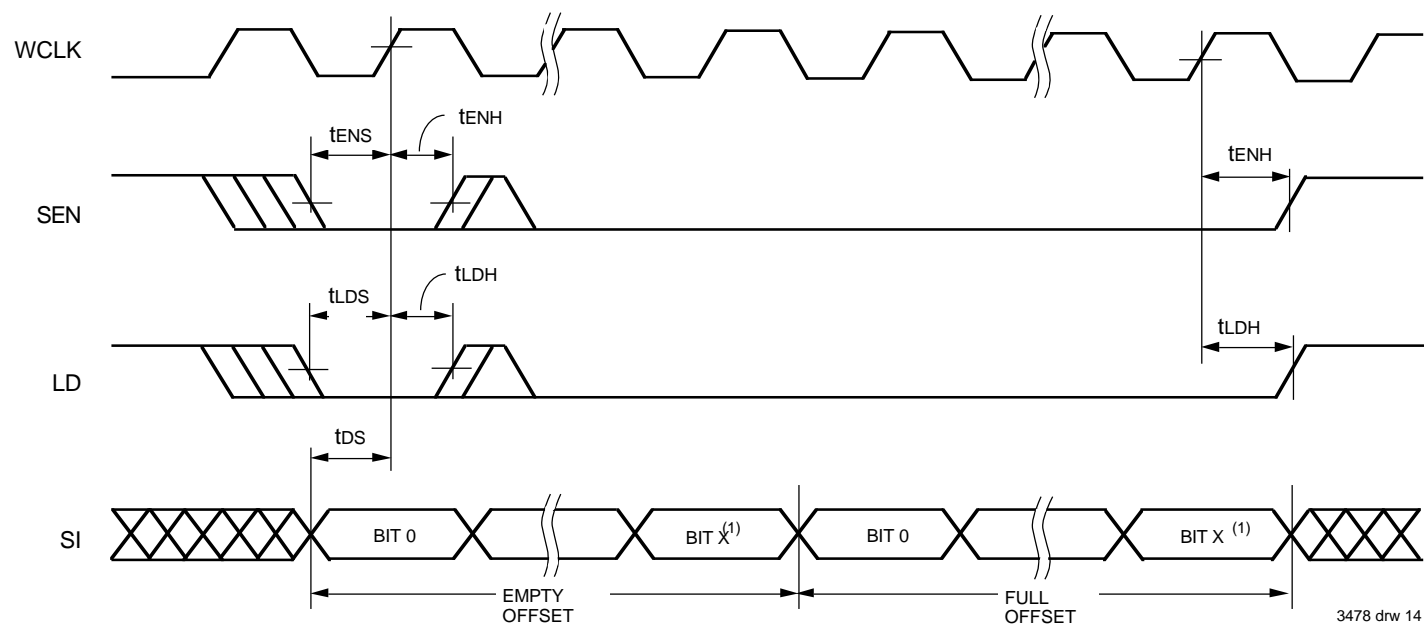 WCLK
tENS
tENH
tENH
SEN
tLDS
tLDH
tLDH
LD
tDS
SI
BIT 0
BIT X(1)
BIT 0
BIT X (1)
EMPTY
OFFSET
FULL
OFFSET
3478 drw 14